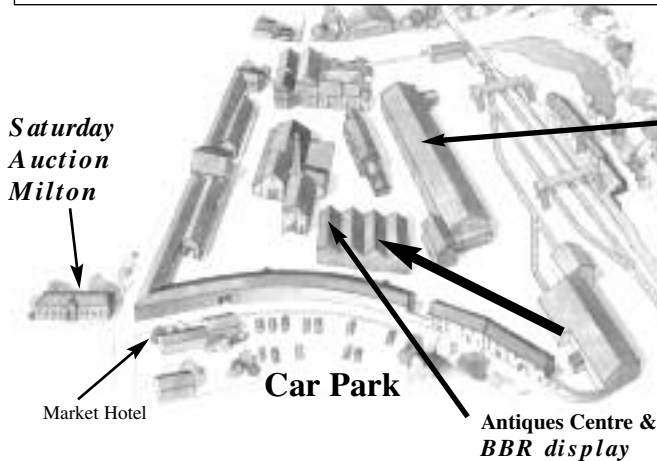 Saturday
Auction
Milton
Market Hotel
Car Park
Antiques Centre &
BBR display